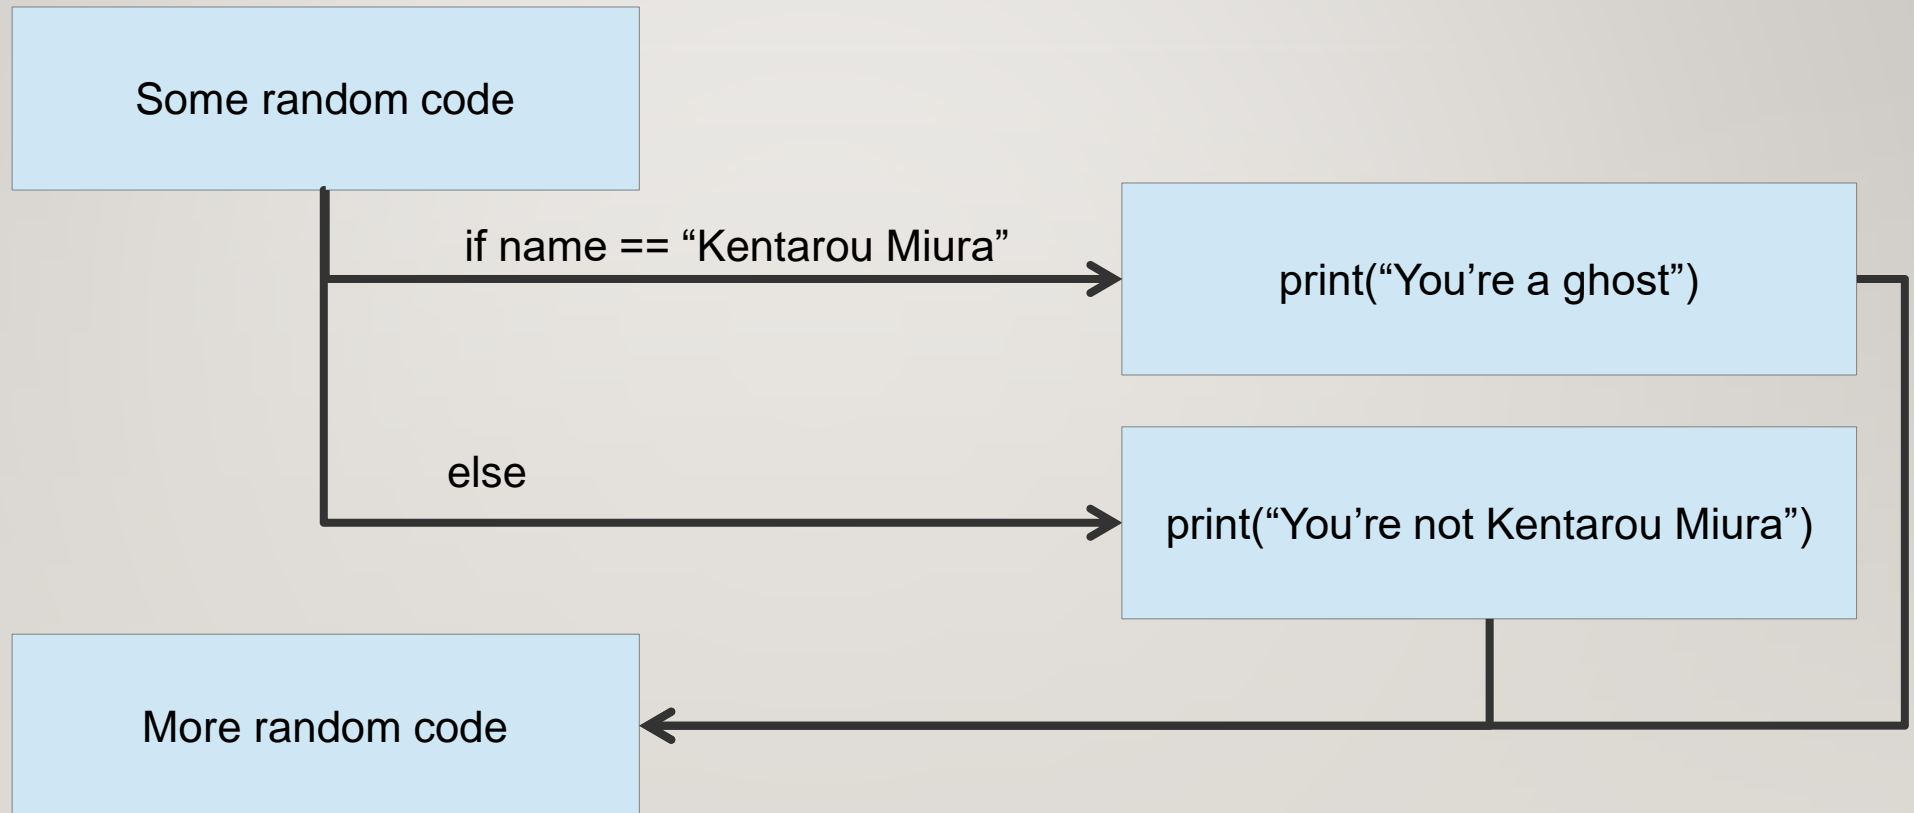 Some random code
if name == “Kentarou Miura”
print(“You’re a ghost”)
else
print(“You’re not Kentarou Miura”)
More random code